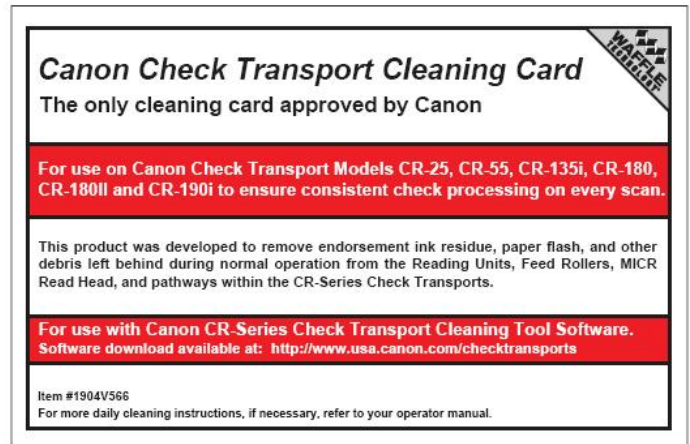 WAFFLE
TECHNOLOGY
Canon Check Transport Cleaning Card
The only cleaning card approved by Canon
For use on Canon Check Transport Models CR-25, CR-55, CR-135i, CR-180,
CR-180II and CR-190i to ensure consistent check processing on every scan.
This product was developed to remove endorsement ink residue, paper flash, and other
debris left behind during normal operation from the Reading Units, Feed Rollers, MICR
Read Head, and pathways within the CR-Series Check Transports.
For use with Canon CR-Series Check Transport Cleaning Tool Software.
Software download available at: http://www.usa.canon.com/checktransports
Item #1904V566
For more daily cleaning instructions, if necessary, refer to your operator manual.